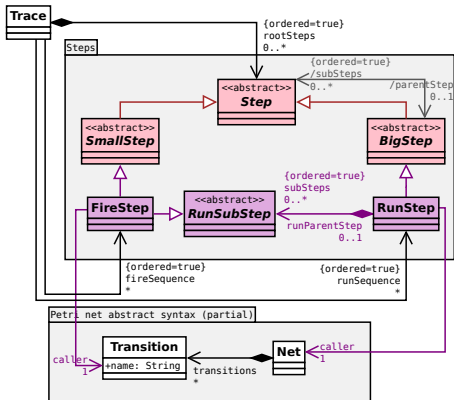 Trace
{ordered=true}
rootSteps
0..*
Steps
{ordered=true}
/subSteps
0..*
/parentStep
0..1
<<abstract>>
Step
<<abstract>>
SmallStep
<<abstract>>
BigStep
{ordered=true}
subSteps
0..*
FireStep
<<abstract>>
RunSubStep
RunStep
runParentStep
0..1
{ordered=true}
fireSequence
*
{ordered=true}
runSequence
*
Petri net abstract syntax (partial)
Transition
+name: String
Net
caller
1
transitions
*
caller
1